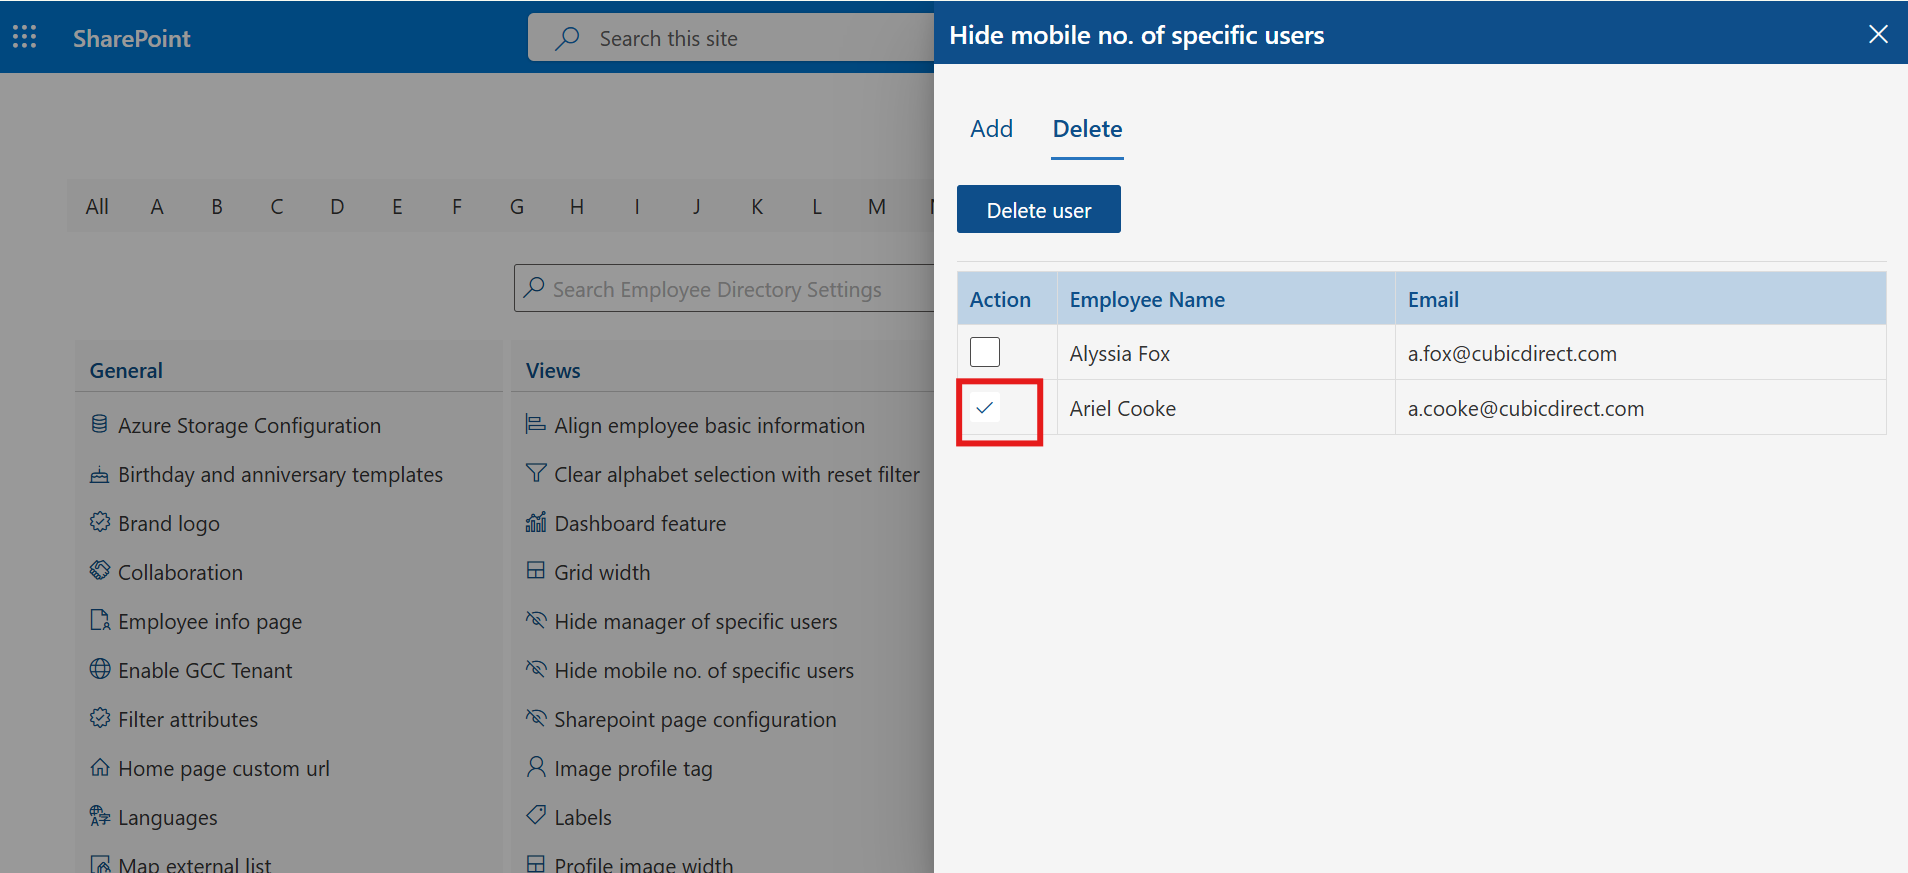 SharePoint
Search this site
Hide mobile no. of specific users
Add Delete
Delete user
All A B C D E F G H I J K L M
Search Employee Directory Settings
Action Employee Name Email
Alyssia Fox a.fox@cubicdirect.com
Ariel Cooke a.cooke@cubicdirect.com
General
Azure Storage Configuration
Birthday and anniversary templates
Brand logo
Collaboration
Employee info page
Enable GCC Tenant
Filter attributes
Home page custom url
Languages
Map external list
Views
Align employee basic information
Clear alphabet selection with reset filter
Dashboard feature
Grid width
Hide manager of specific users
Hide mobile no. of specific users
Sharepoint page configuration
Image profile tag
Labels
Profile image width